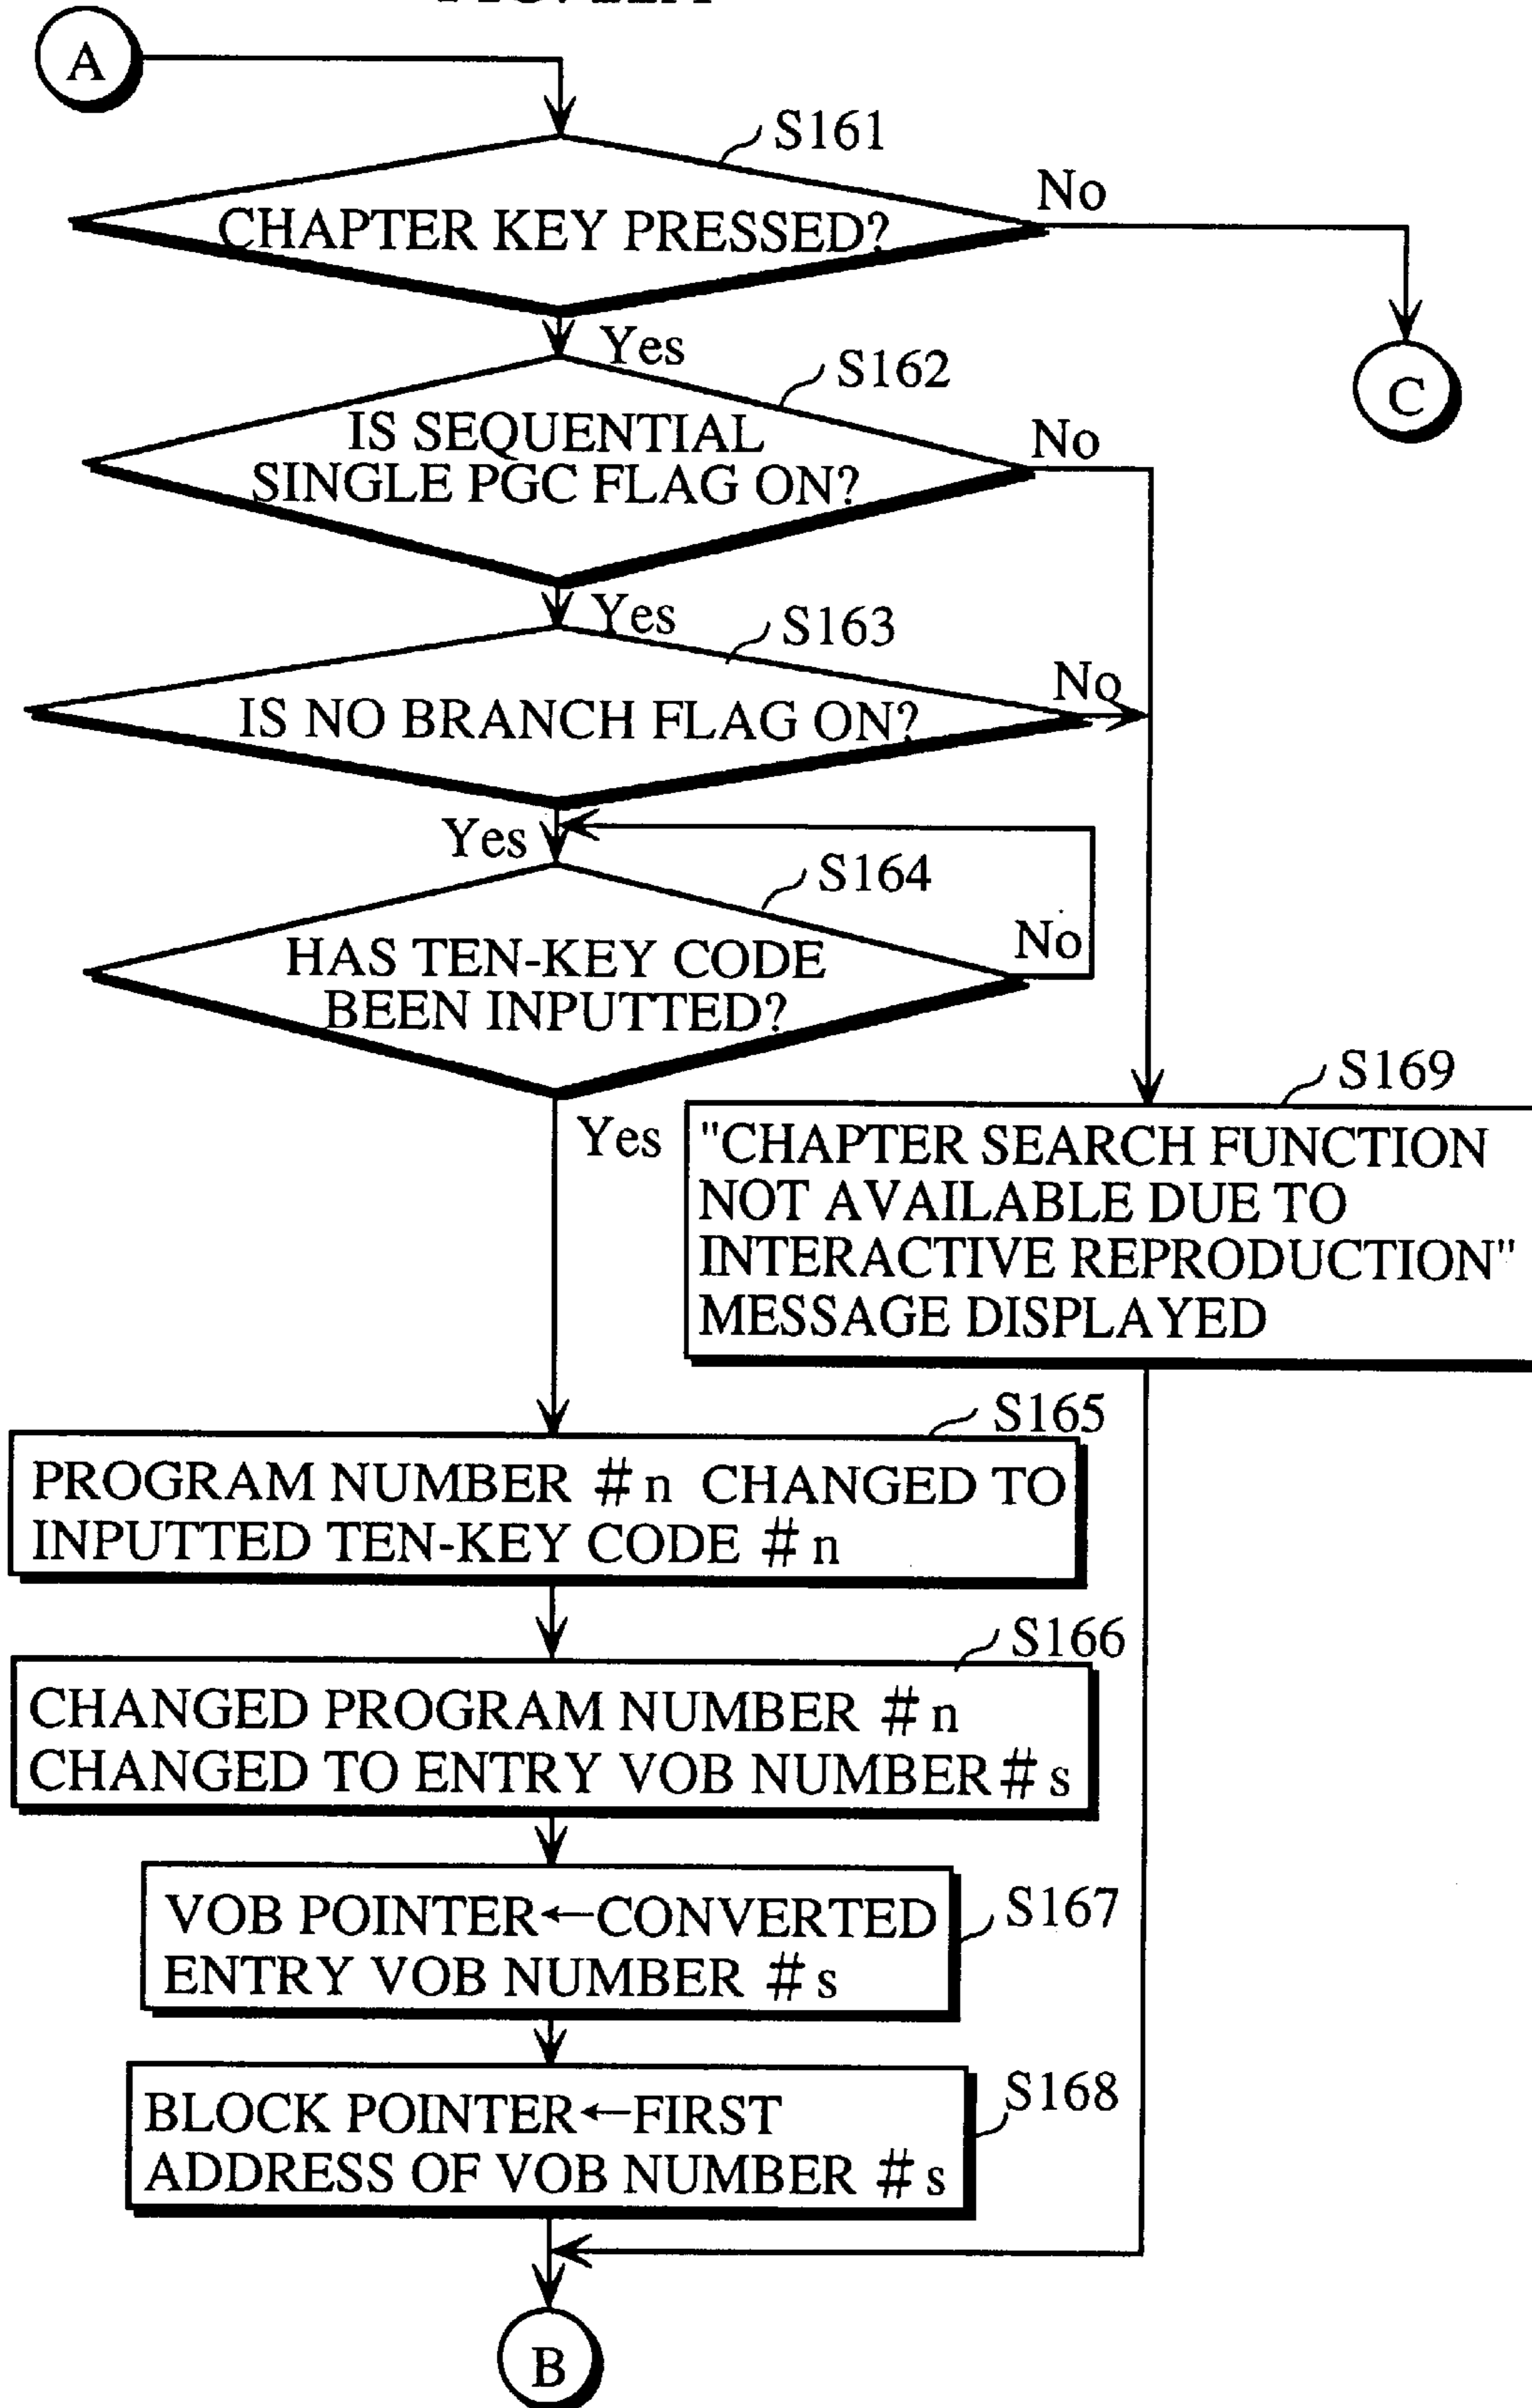 A
S161
CHAPTER KEY PRESSED?
No
C
Yes
S162
IS SEQUENTIAL
SINGLE PGC FLAG ON?
No
Yes
S163
IS NO BRANCH FLAG ON?
No
Yes
S164
HAS TEN-KEY CODE
BEEN INPUTTED?
No
Yes
S169
"CHAPTER SEARCH FUNCTION
NOT AVAILABLE DUE TO
INTERACTIVE REPRODUCTION"
MESSAGE DISPLAYED
S165
PROGRAM NUMBER #n CHANGED TO
INPUTTED TEN-KEY CODE #n
S166
CHANGED PROGRAM NUMBER #n
CHANGED TO ENTRY VOB NUMBER #s
S167
VOB POINTER←CONVERTED
ENTRY VOB NUMBER #s
S168
BLOCK POINTER←FIRST
ADDRESS OF VOB NUMBER #s
B